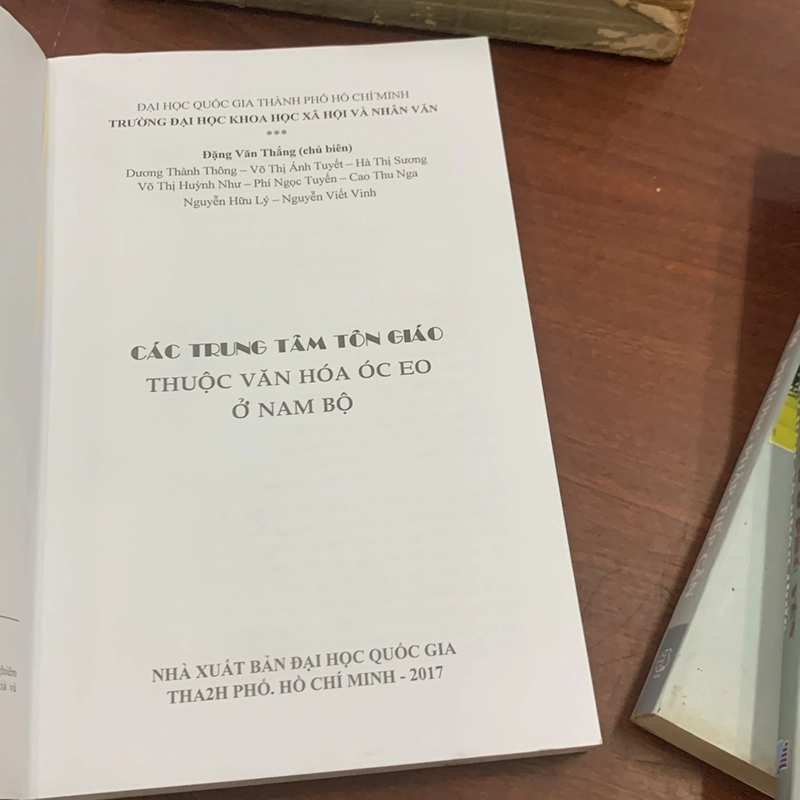 ĐẠI HỌC QUỐC GIA THÀNH PHỐ HỒ CHÍ MINH
TRƯỜNG ĐẠI HỌC KHOA HỌC XÃ HỘI VÀ NHÂN VĂN
***
Đặng Văn Thắng (chủ biên)
Dương Thành Thông – Võ Thị Ánh Tuyết – Hà Thị Sương
Võ Thị Huỳnh Như – Phí Ngọc Tuyến – Cao Thu Nga
Nguyễn Hữu Lý – Nguyễn Viết Vinh
CÁC TRUNG TÂM TÔN GIÁO
THUỘC VĂN HÓA ÓC EO
Ở NAM BỘ
NHÀ XUẤT BẢN ĐẠI HỌC QUỐC GIA
THA2H PHỐ. HỒ CHÍ MINH - 2017